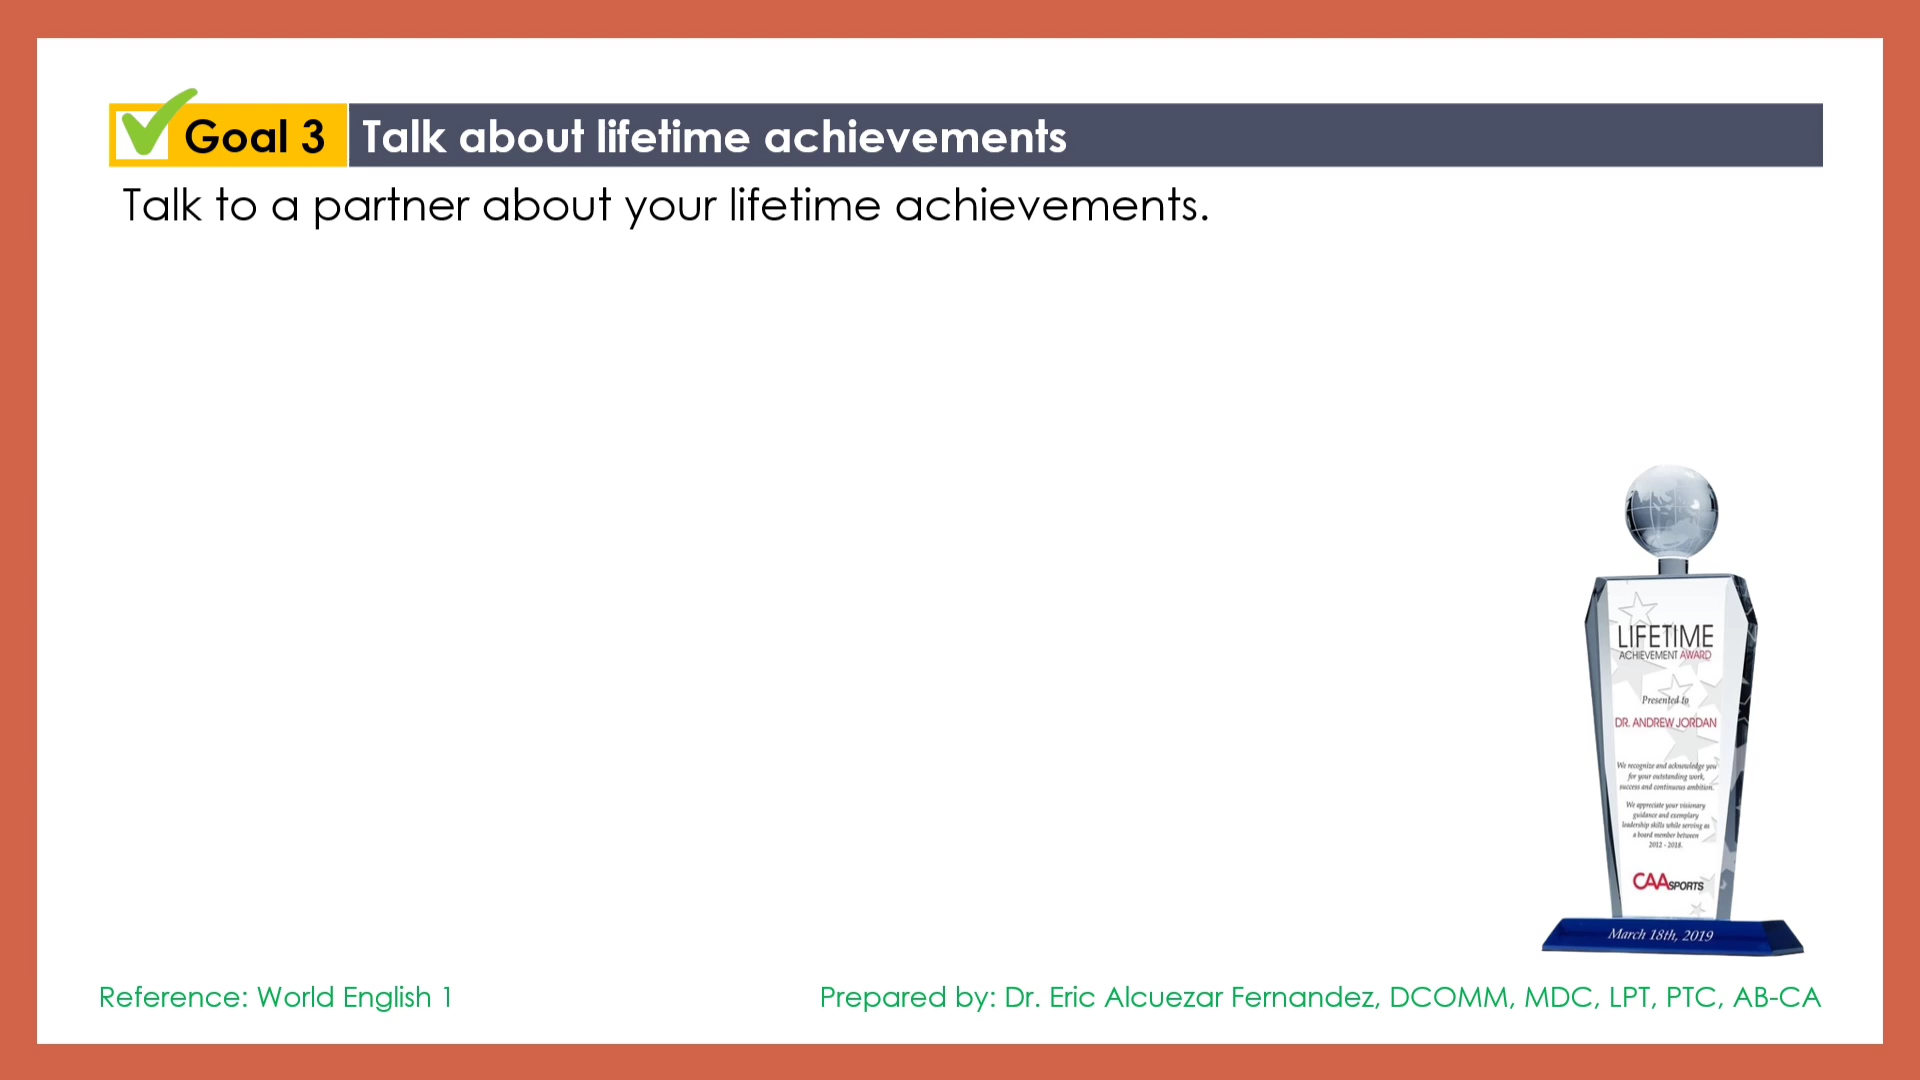 Goal 3 Talk about lifetime achievements
Talk to a partner about your lifetime achievements.
LIFETIME
ACHIEVEMENT AWARD
Presented to
DR. ANDREW JORDAN
We recognize and acknowledge you
for your outstanding work,
success and continuous ambition.
We appreciate your visionary
guidance and exemplary
leadership skills while serving as
a board member between
2012 - 2018.
CAASPORTS
March 18th, 2019
Reference: World English 1
Prepared by: Dr. Eric Alcuezar Fernandez, DCOMM, MDC, LPT, PTC, AB-CA